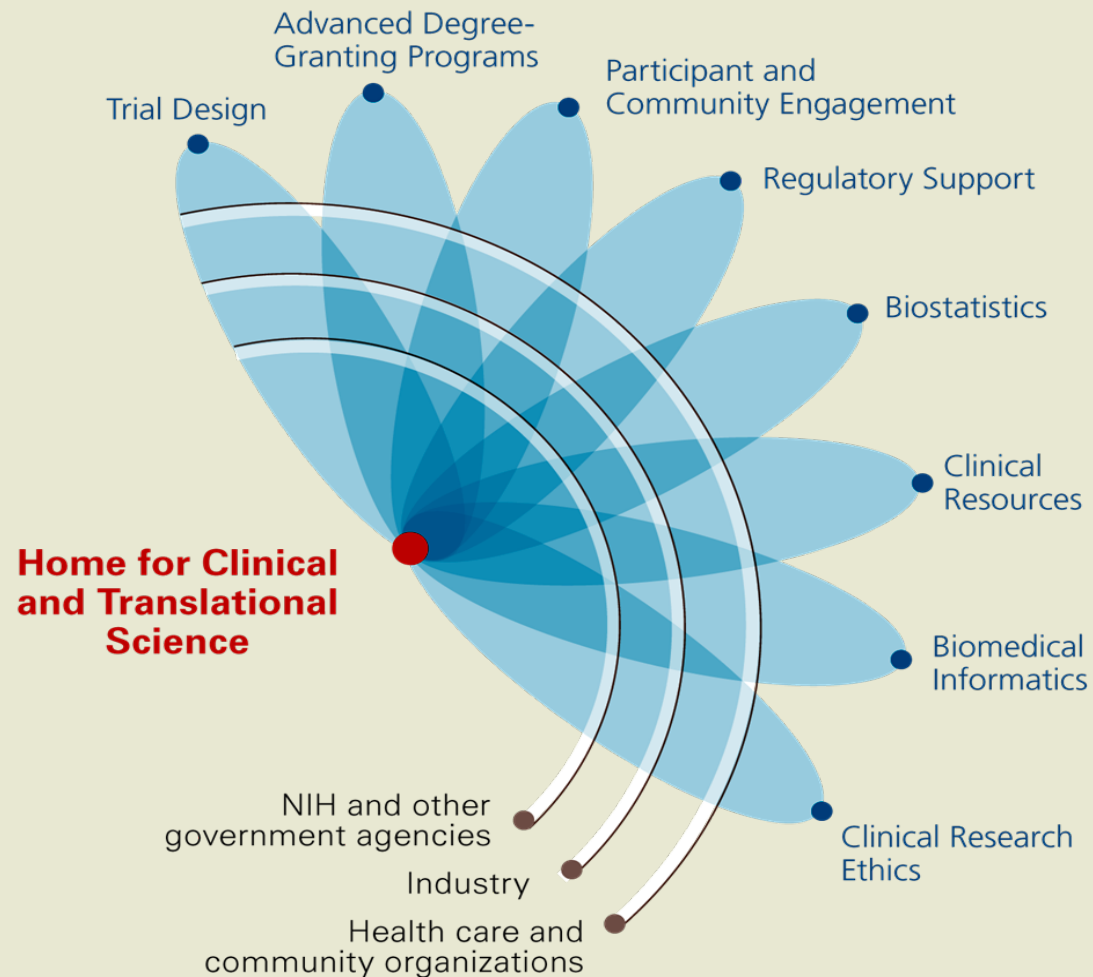 Advanced Degree-
Granting Programs
Trial Design
Participant and
Community Engagement
Regulatory Support
Biostatistics
Clinical
Resources
Home for Clinical
and Translational
Science
Biomedical
Informatics
NIH and other
government agencies
Clinical Research
Ethics
Industry
Health care and
community organizations